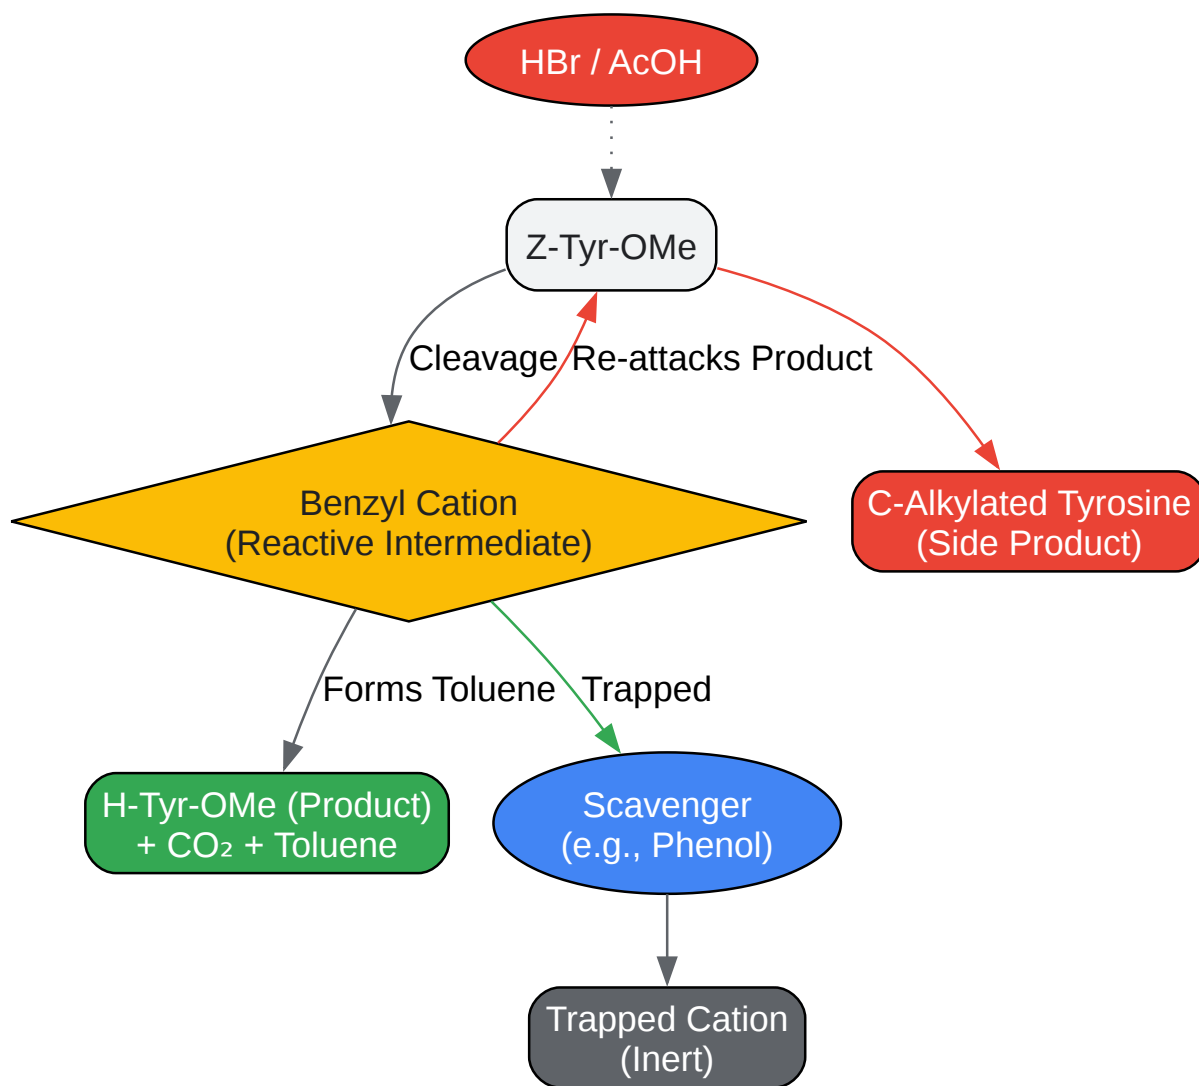 HBr / AcOH
Z-Tyr-OMe
Cleavage
Re-attacks Product
Benzyl Cation
(Reactive Intermediate)
C-Alkylated Tyrosine
(Side Product)
Forms Toluene
Trapped
H-Tyr-OMe (Product)
+ CO₂ + Toluene
Scavenger
(e.g., Phenol)
Trapped Cation
(Inert)